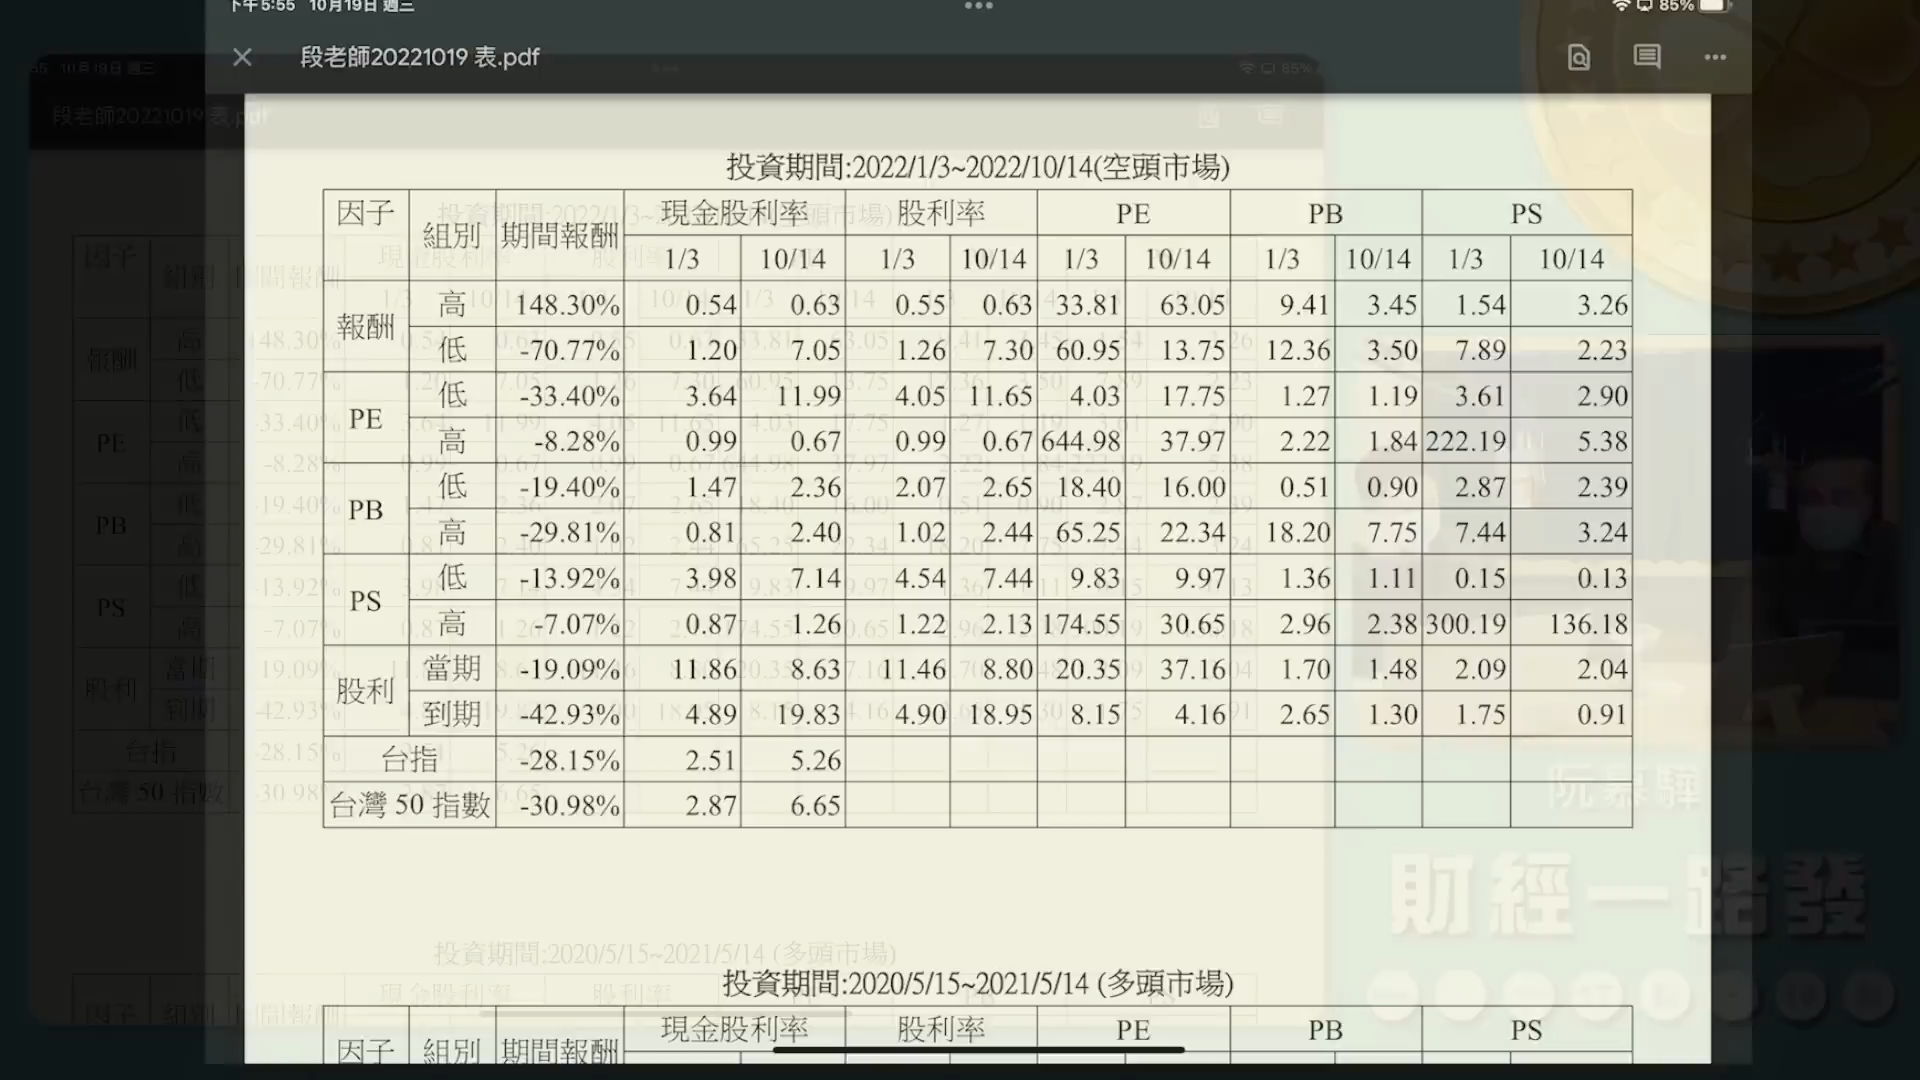 下午5:55 10月19日 週三
85%
段老師20221019 表.pdf
投資期間:2022/1/3~2022/10/14(空頭市場)
因子 組別 期間報酬 現金股利率 股利率 PE PB PS
1/3 10/14 1/3 10/14 1/3 10/14 1/3 10/14 1/3 10/14
報酬 高 148.30% 0.54 0.63 0.55 0.63 33.81 63.05 9.41 3.45 1.54 3.26
低 -70.77% 1.20 7.05 1.26 7.30 60.95 13.75 12.36 3.50 7.89 2.23
PE 低 -33.40% 3.64 11.99 4.05 11.65 4.03 17.75 1.27 1.19 3.61 2.90
高 -8.28% 0.99 0.67 0.99 0.67 644.98 37.97 2.22 1.84 222.19 5.38
PB 低 -19.40% 1.47 2.36 2.07 2.65 18.40 16.00 0.51 0.90 2.87 2.39
高 -29.81% 0.81 2.40 1.02 2.44 65.25 22.34 18.20 7.75 7.44 3.24
PS 低 -13.92% 3.98 7.14 4.54 7.44 9.83 9.97 1.36 1.11 0.15 0.13
高 -7.07% 0.87 1.26 1.22 2.13 174.55 30.65 2.96 2.38 300.19 136.18
股利 當期 -19.09% 11.86 8.63 11.46 8.80 20.35 37.16 1.70 1.48 2.09 2.04
到期 -42.93% 4.89 19.83 4.90 18.95 8.15 4.16 2.65 1.30 1.75 0.91
台指 -28.15% 2.51 5.26
台灣 50 指數 -30.98% 2.87 6.65
阮慕驊
財經一路發
投資期間:2020/5/15~2021/5/14 (多頭市場)
因子 組別 期間報酬 現金股利率 股利率 PE PB PS